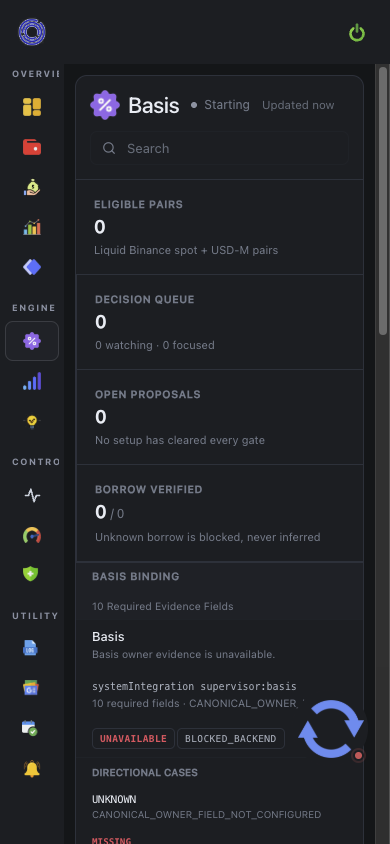 OVERVIE
Basis
Starting
Updated now
Search
ELIGIBLE PAIRS
0
Liquid Binance spot + USD-M pairs
ENGINE
DECISION QUEUE
0
0 watching · 0 focused
OPEN PROPOSALS
0
No setup has cleared every gate
CONTRO
BORROW VERIFIED
0 / 0
Unknown borrow is blocked, never inferred
BASIS BINDING
10 Required Evidence Fields
UTILITY
Basis
Basis owner evidence is unavailable.
systemIntegration supervisor:basis
10 required fields · CANONICAL_OWNER_
UNAVAILABLE
BLOCKED_BACKEND
DIRECTIONAL CASES
UNKNOWN
CANONICAL_OWNER_FIELD_NOT_CONFIGURED
MISSING